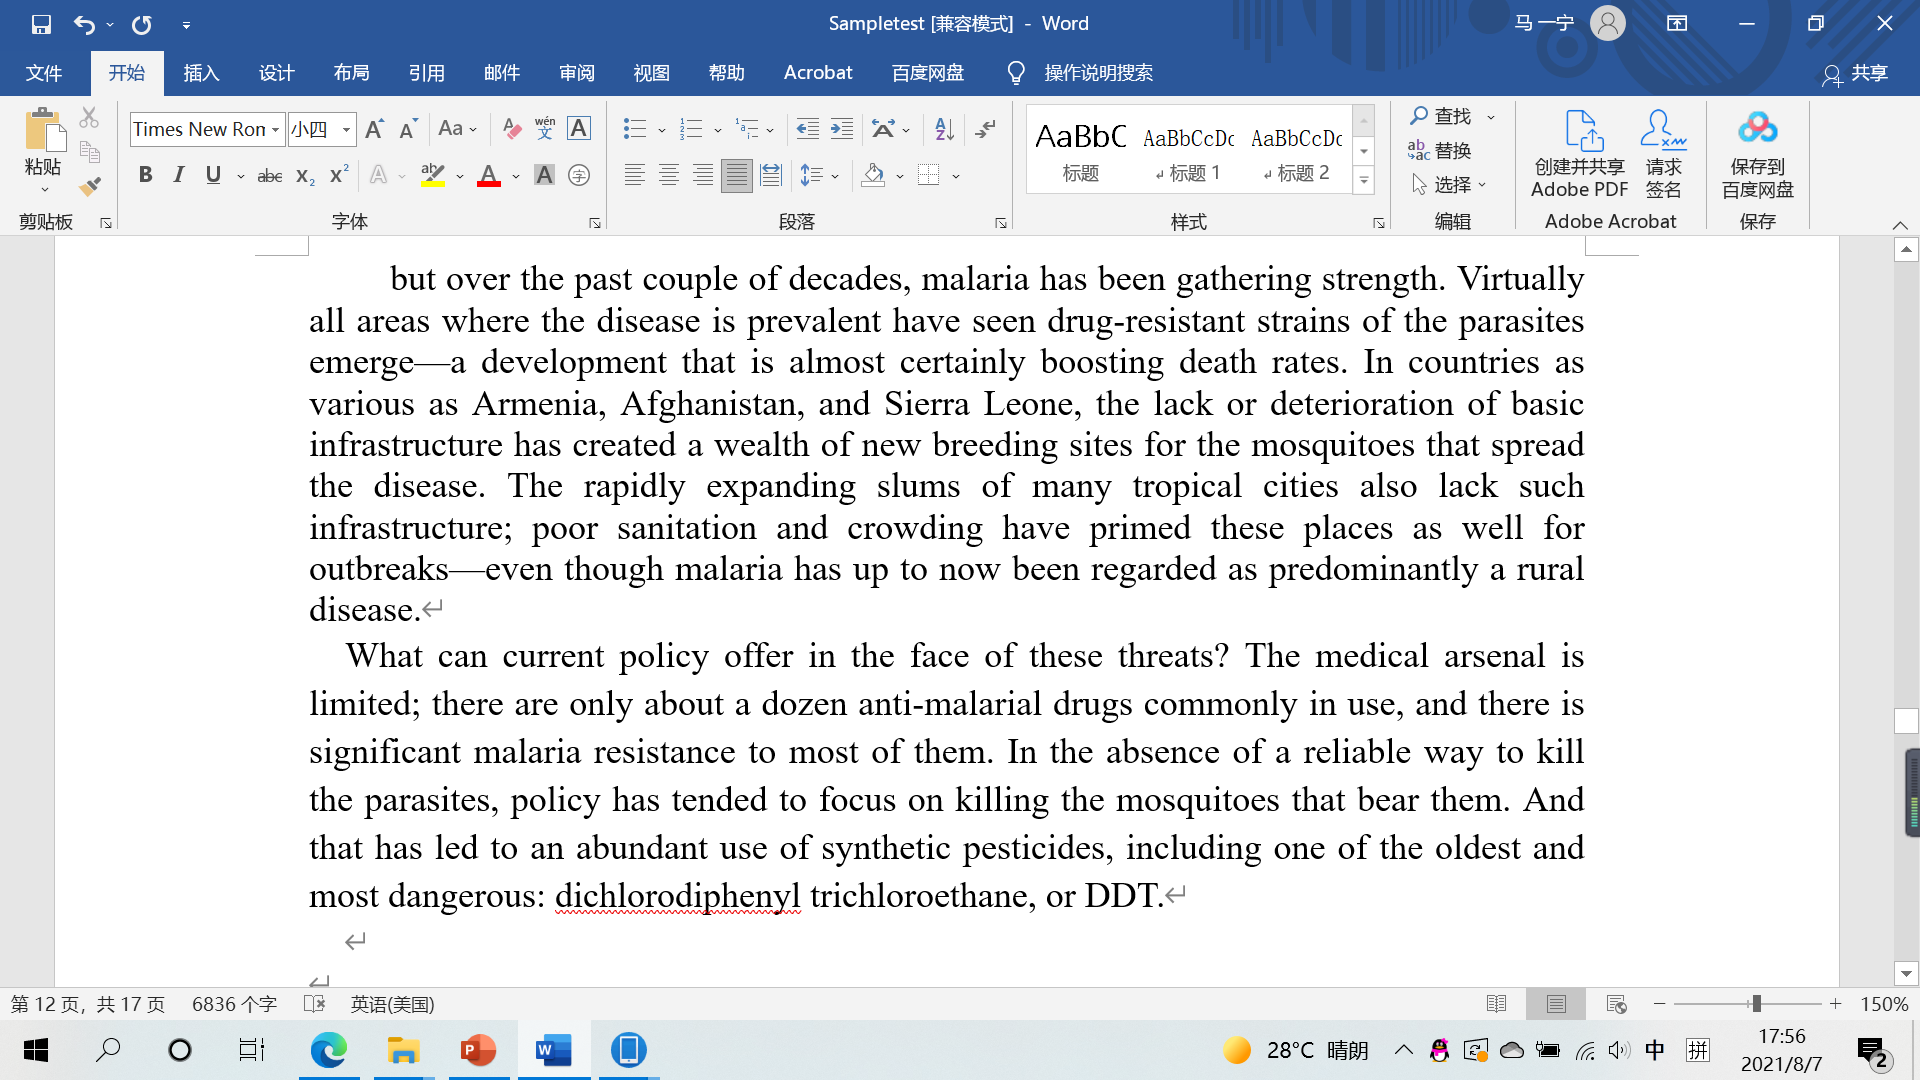 Sampletest [兼容模式] - Word
马 一宁
文件 开始 插入 设计 布局 引用 邮件 审阅 视图 帮助 Acrobat 百度网盘 操作说明搜索 共享
Times New Ron 小四 Aa wén 文 A
粘贴
B I U abc X₂ X² A ab A A 字
剪贴板 字体 段落 样式 编辑 Adobe Acrobat 保存
AaBbC AaBbCcDc AaBbCcDc
标题 ↲ 标题 1 ↲ 标题 2
查找
替换
选择
创建并共享 Adobe PDF
请求 签名
保存到 百度网盘
but over the past couple of decades, malaria has been gathering strength. Virtually
all areas where the disease is prevalent have seen drug-resistant strains of the parasites
emerge—a development that is almost certainly boosting death rates. In countries as
various as Armenia, Afghanistan, and Sierra Leone, the lack or deterioration of basic
infrastructure has created a wealth of new breeding sites for the mosquitoes that spread
the disease. The rapidly expanding slums of many tropical cities also lack such
infrastructure; poor sanitation and crowding have primed these places as well for
outbreaks—even though malaria has up to now been regarded as predominantly a rural
disease.↵
What can current policy offer in the face of these threats? The medical arsenal is
limited; there are only about a dozen anti-malarial drugs commonly in use, and there is
significant malaria resistance to most of them. In the absence of a reliable way to kill
the parasites, policy has tended to focus on killing the mosquitoes that bear them. And
that has led to an abundant use of synthetic pesticides, including one of the oldest and
most dangerous: dichlorodiphenyl trichloroethane, or DDT.↵
第 12 页，共 17 页 6836 个字 英语(美国) 150%
28°C 晴朗 中 拼 17:56
2021/8/7 2